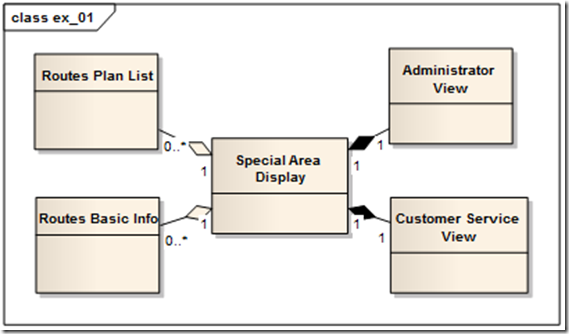 class ex_01
Routes Plan List
Administrator
View
0..*
1
1
1
Special Area
Display
Routes Basic Info
Customer Service
View
0..*
1
1
1